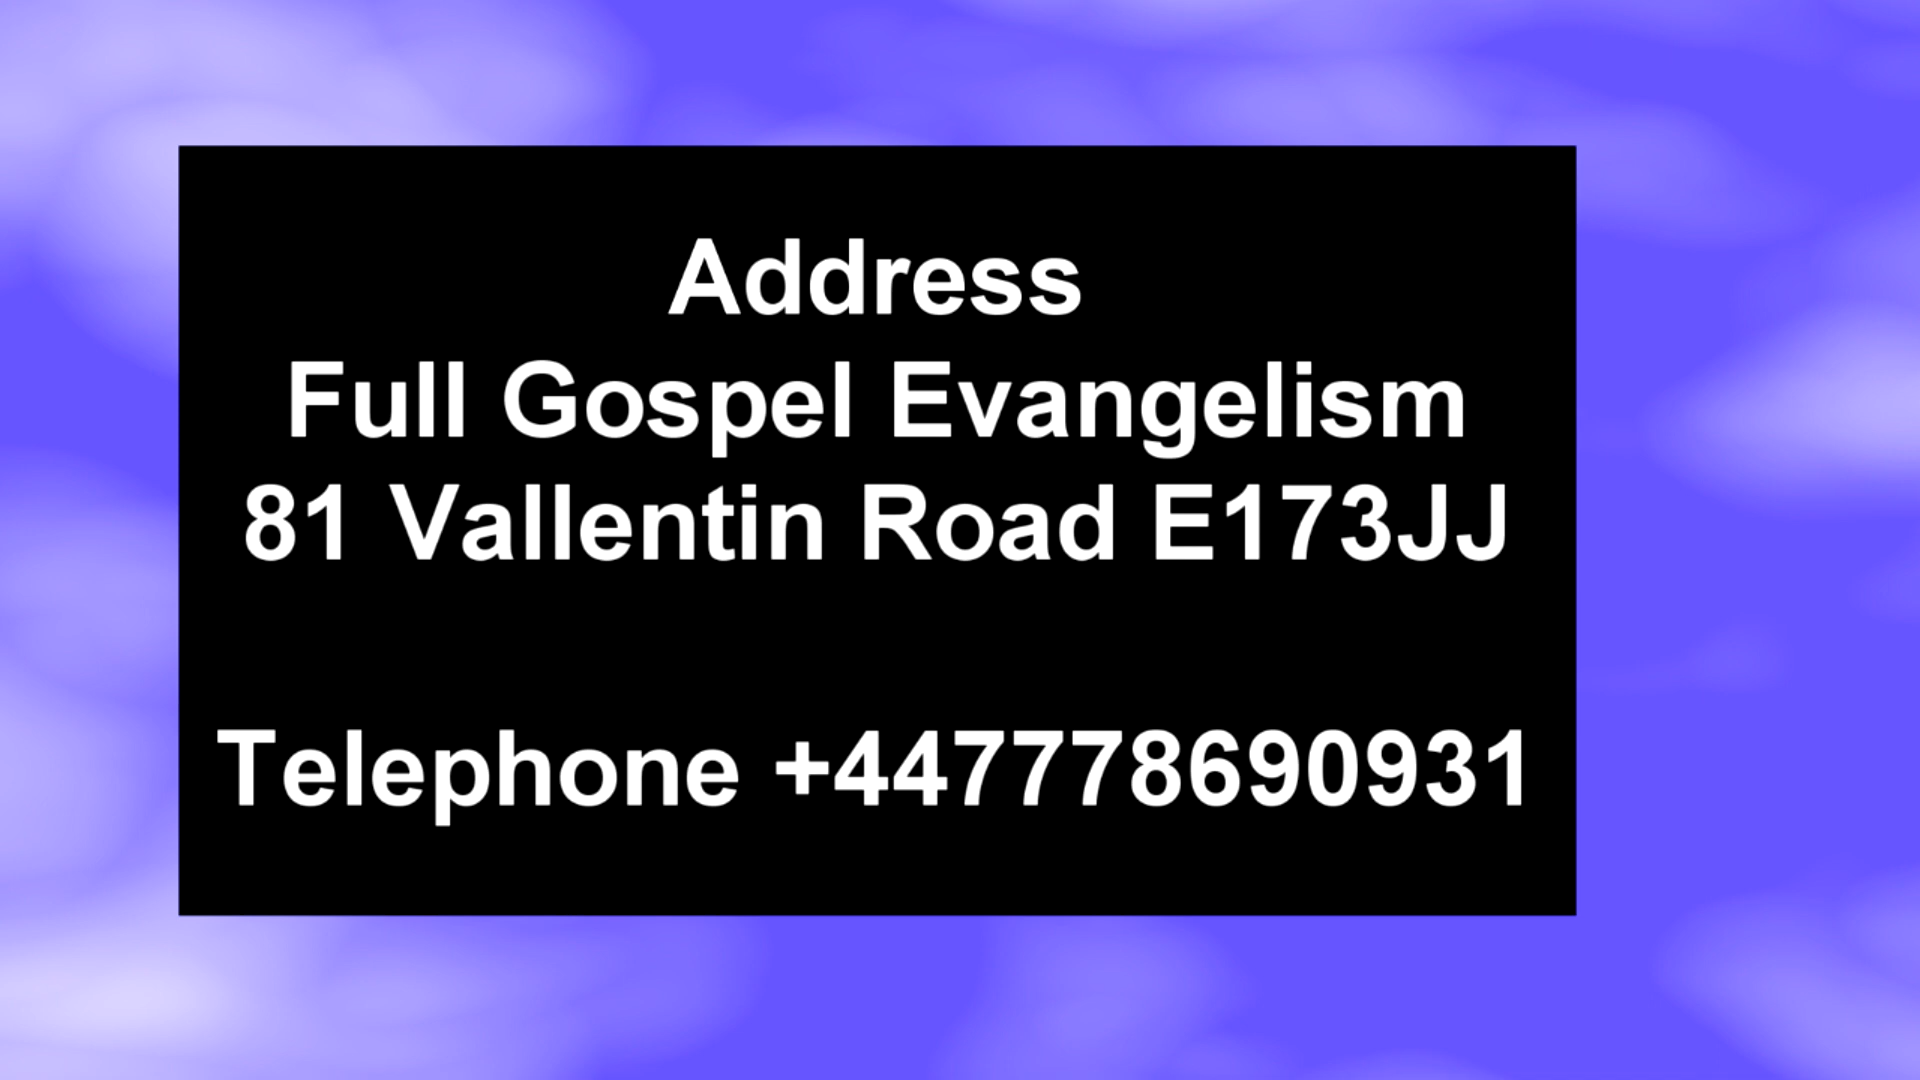 Address
Full Gospel Evangelism
81 Vallentin Road E173JJ
Telephone +447778690931